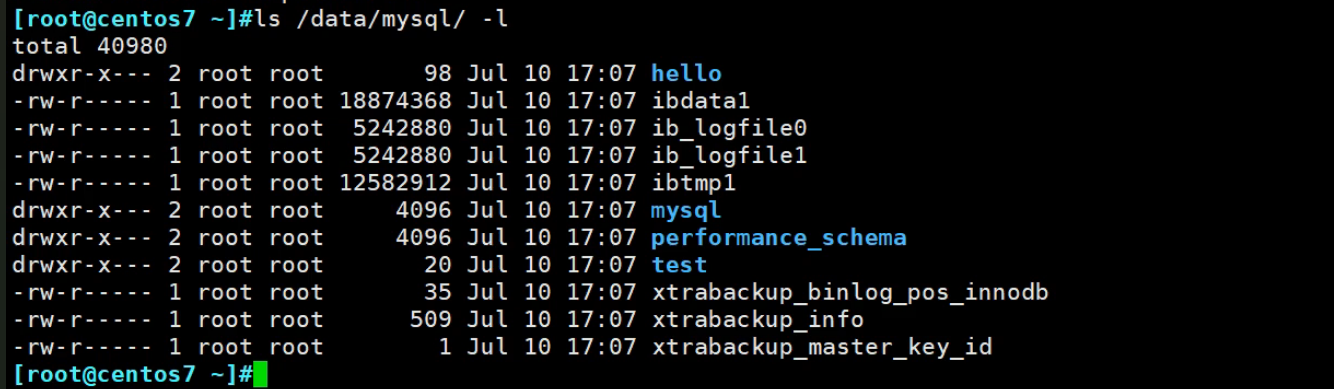 [root@centos7 ~]#ls /data/mysql/ -l
total 40980
drwxr-x--- 2 root root       98 Jul 10 17:07 hello
-rw-r----- 1 root root 18874368 Jul 10 17:07 ibdata1
-rw-r----- 1 root root  5242880 Jul 10 17:07 ib_logfile0
-rw-r----- 1 root root  5242880 Jul 10 17:07 ib_logfile1
-rw-r----- 1 root root 12582912 Jul 10 17:07 ibtmp1
drwxr-x--- 2 root root     4096 Jul 10 17:07 mysql
drwxr-x--- 2 root root     4096 Jul 10 17:07 performance_schema
drwxr-x--- 2 root root       20 Jul 10 17:07 test
-rw-r----- 1 root root       35 Jul 10 17:07 xtrabackup_binlog_pos_innodb
-rw-r----- 1 root root      509 Jul 10 17:07 xtrabackup_info
-rw-r----- 1 root root        1 Jul 10 17:07 xtrabackup_master_key_id
[root@centos7 ~]#